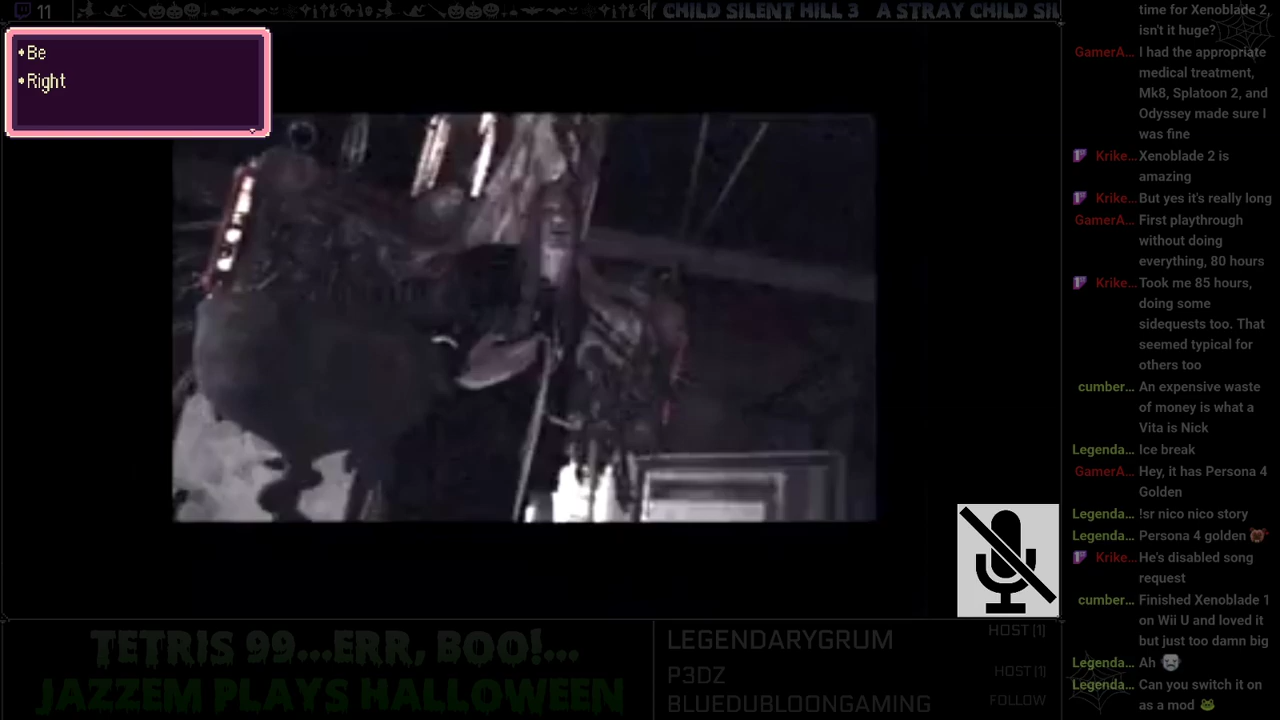 11
CHILD SILENT HILL 3 A STRAY CHILD SIL
Be
Right
time for Xenoblade 2,
isn't it huge?
GamerA... I had the appropriate
medical treatment,
Mk8, Splatoon 2, and
Odyssey made sure I
was fine
Krike... Xenoblade 2 is
amazing
Krike... But yes it's really long
GamerA... First playthrough
without doing
everything, 80 hours
Krike... Took me 85 hours,
doing some
sidequests too. That
seemed typical for
others too
cumber... An expensive waste
of money is what a
Vita is Nick
Legenda... Ice break
GamerA... Hey, it has Persona 4
Golden
Legenda... !sr nico nico story
Legenda... Persona 4 golden
Krike... He's disabled song
request
cumber... Finished Xenoblade 1
on Wii U and loved it
but just too damn big
Legenda... Ah
Legenda... Can you switch it on
as a mod
TETRIS 99...ERR, BOO!...
JAZZEM PLAYS HALLOWEEN
LEGENDARYGRUM HOST (1)
P3DZ HOST (1)
BLUEDUBLOONGAMING FOLLOW